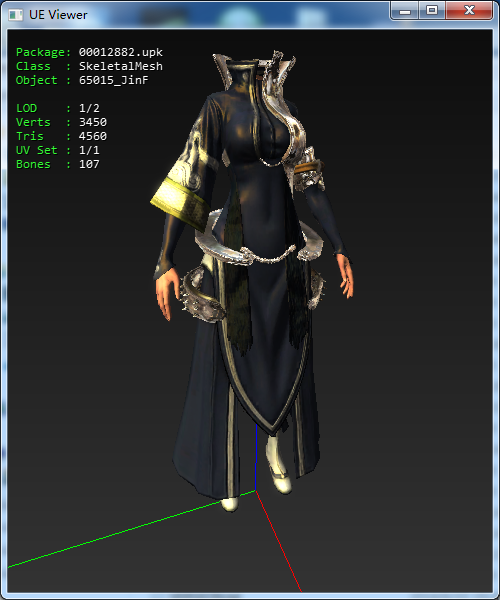 UE Viewer
Package: 00012882.upk
Class : SkeletalMesh
Object : 65015_JinF
LOD : 1/2
Verts : 3450
Tris : 4560
UV Set : 1/1
Bones : 107